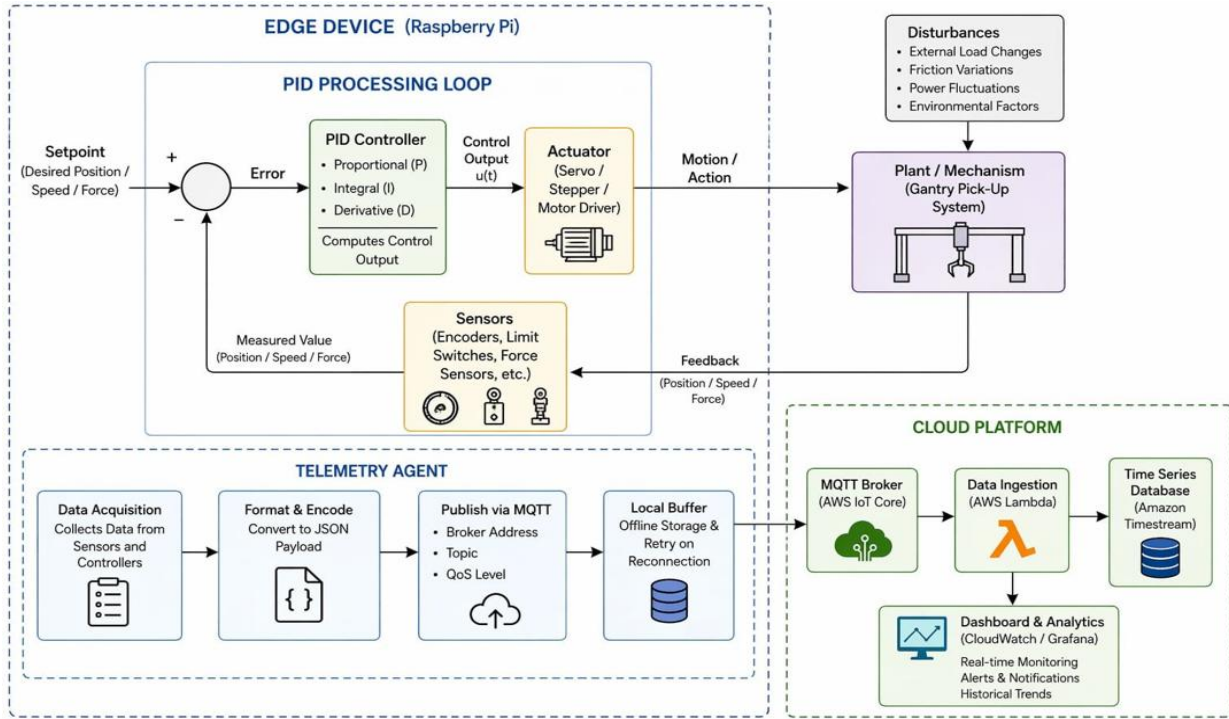 EDGE DEVICE (Raspberry Pi)
PID PROCESSING LOOP
Setpoint
(Desired Position /
Speed / Force)
+
−
Error
PID Controller
• Proportional (P)
• Integral (I)
• Derivative (D)
Computes Control
Output
Control
Output
u(t)
Actuator
(Servo /
Stepper /
Motor Driver)
Motion /
Action
Disturbances
• External Load Changes
• Friction Variations
• Power Fluctuations
• Environmental Factors
Plant / Mechanism
(Gantry Pick-Up
System)
Measured Value
(Position / Speed / Force)
Sensors
(Encoders, Limit
Switches, Force
Sensors, etc.)
Feedback
(Position / Speed /
Force)
TELEMETRY AGENT
Data Acquisition
Collects Data from
Sensors and
Controllers
Format & Encode
Convert to JSON
Payload
{ }
Publish via MQTT
• Broker Address
• Topic
• QoS Level
Local Buffer
Offline Storage &
Retry on
Reconnection
CLOUD PLATFORM
MQTT Broker
(AWS IoT Core)
Data Ingestion
(AWS Lambda)
Time Series
Database
(Amazon
Timestream)
Dashboard & Analytics
(CloudWatch / Grafana)
Real-time Monitoring
Alerts & Notifications
Historical Trends